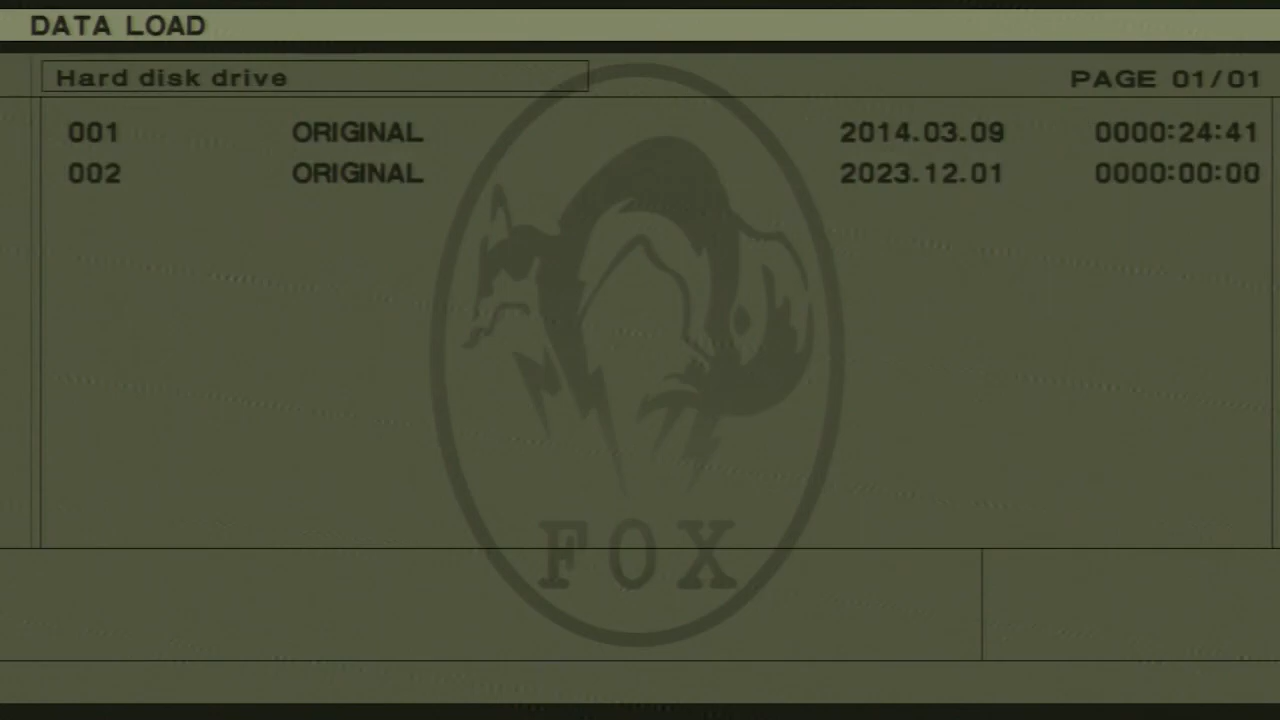 DATA LOAD
Hard disk drive PAGE 01/01
001 ORIGINAL 2014.03.09 0000:24:41
002 ORIGINAL 2023.12.01 0000:00:00
FOX